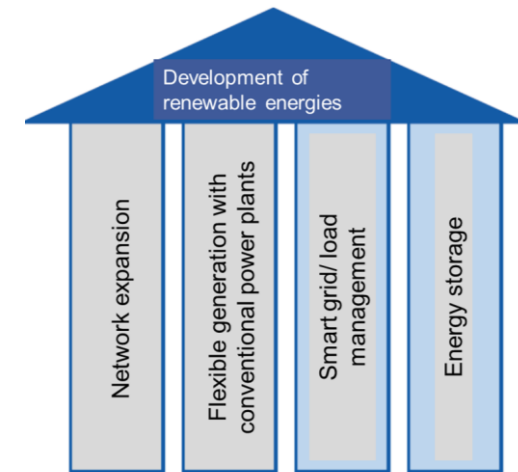 Development of
renewable energies
Network expansion
Flexible generation with
conventional power plants
Smart grid/ load
management
Energy storage